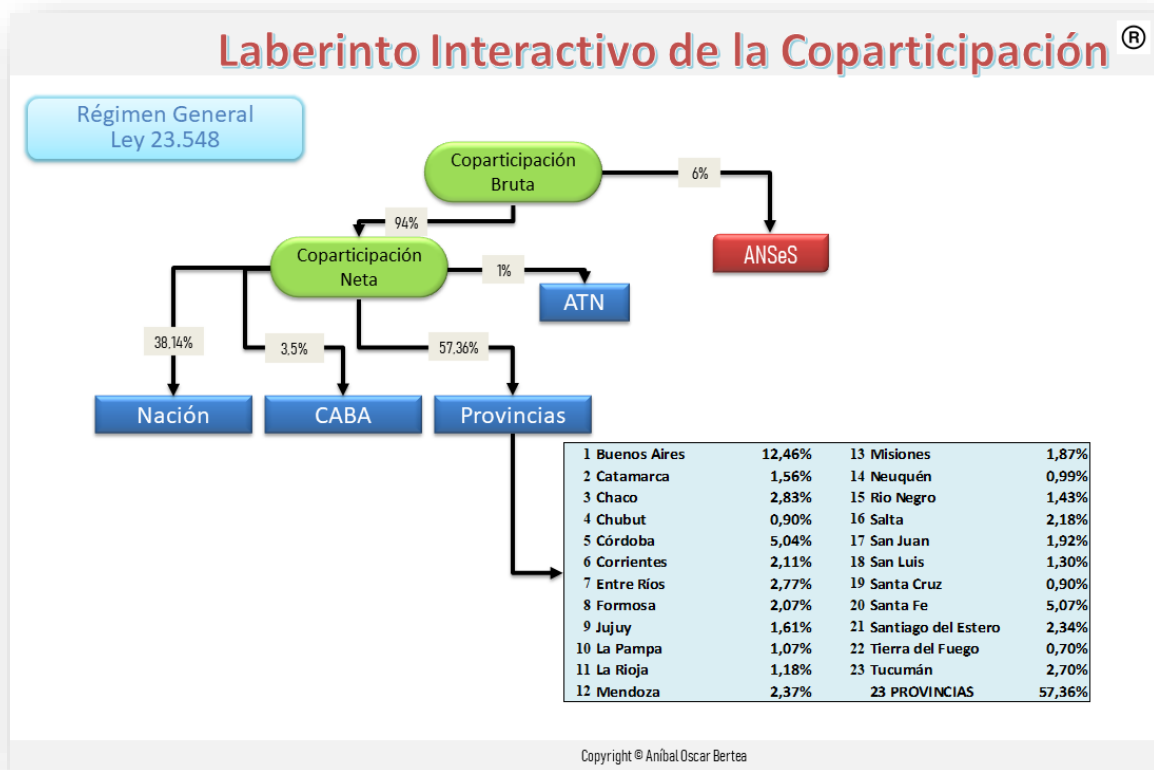 Laberinto Interactivo de la Coparticipación ®
Régimen General
Ley 23.548
Coparticipación
Bruta
6%
94%
ANSeS
Coparticipación
Neta
1%
ATN
38,14%
3,5%
57,36%
Nación
CABA
Provincias
1 Buenos Aires 12,46% 13 Misiones 1,87%
2 Catamarca 1,56% 14 Neuquén 0,99%
3 Chaco 2,83% 15 Rio Negro 1,43%
4 Chubut 0,90% 16 Salta 2,18%
5 Córdoba 5,04% 17 San Juan 1,92%
6 Corrientes 2,11% 18 San Luis 1,30%
7 Entre Ríos 2,77% 19 Santa Cruz 0,90%
8 Formosa 2,07% 20 Santa Fe 5,07%
9 Jujuy 1,61% 21 Santiago del Estero 2,34%
10 La Pampa 1,07% 22 Tierra del Fuego 0,70%
11 La Rioja 1,18% 23 Tucumán 2,70%
12 Mendoza 2,37% 23 PROVINCIAS 57,36%
Copyright © Aníbal Oscar Bertea